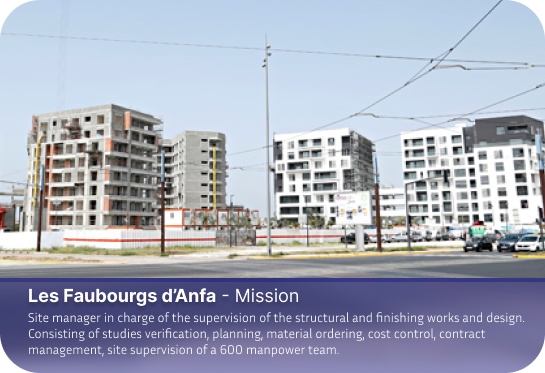 Les Faubourgs d'Anfa - Mission
Site manager in charge of the supervision of the structural and finishing works and design.
Consisting of studies verification, planning, material ordering, cost control, contract
management, site supervision of a 600 manpower team.